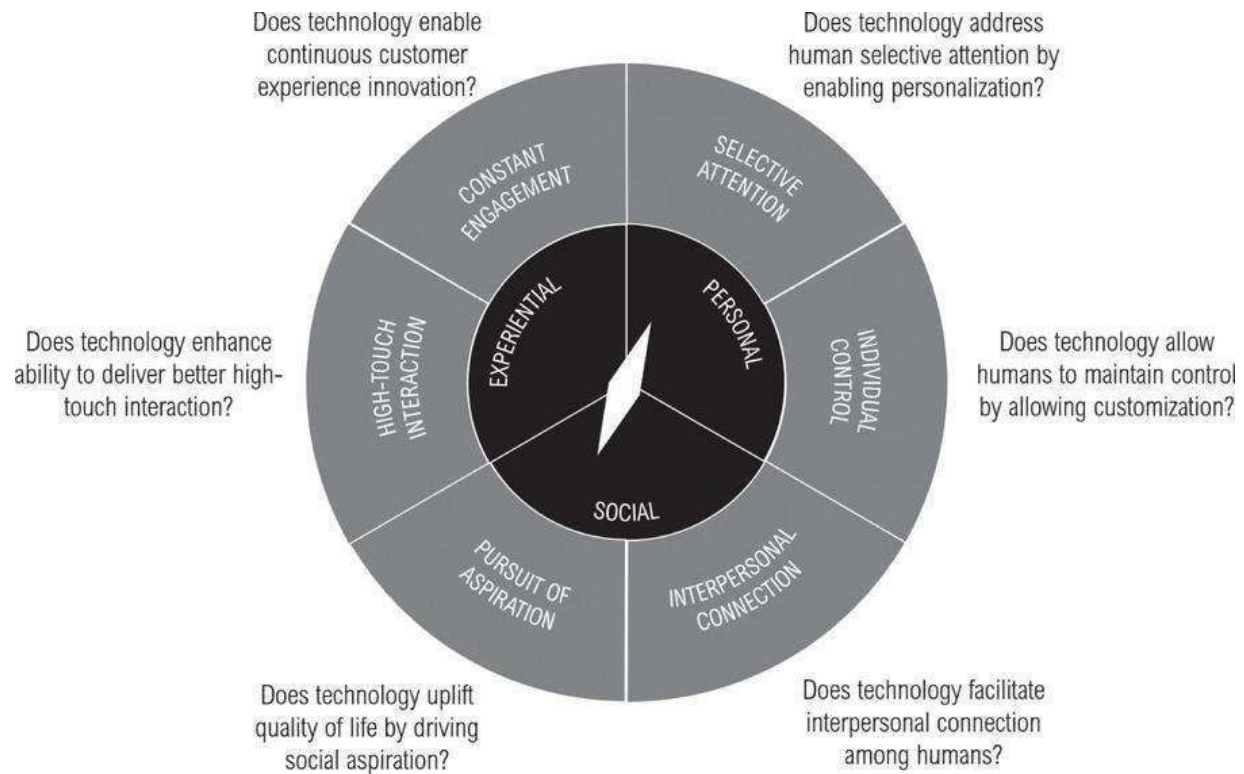 Does technology enable
continuous customer
experience innovation?
Does technology address
human selective attention by
enabling personalization?
CONSTANT
ENGAGEMENT
SELECTIVE
ATTENTION
EXPERIENTIAL
PERSONAL
Does technology enhance
ability to deliver better high-
touch interaction?
HIGH-TOUCH
INTERACTION
INDIVIDUAL
CONTROL
Does technology allow
humans to maintain control
by allowing customization?
SOCIAL
PURSUIT OF
ASPIRATION
INTERPERSONAL
CONNECTION
Does technology uplift
quality of life by driving
social aspiration?
Does technology facilitate
interpersonal connection
among humans?